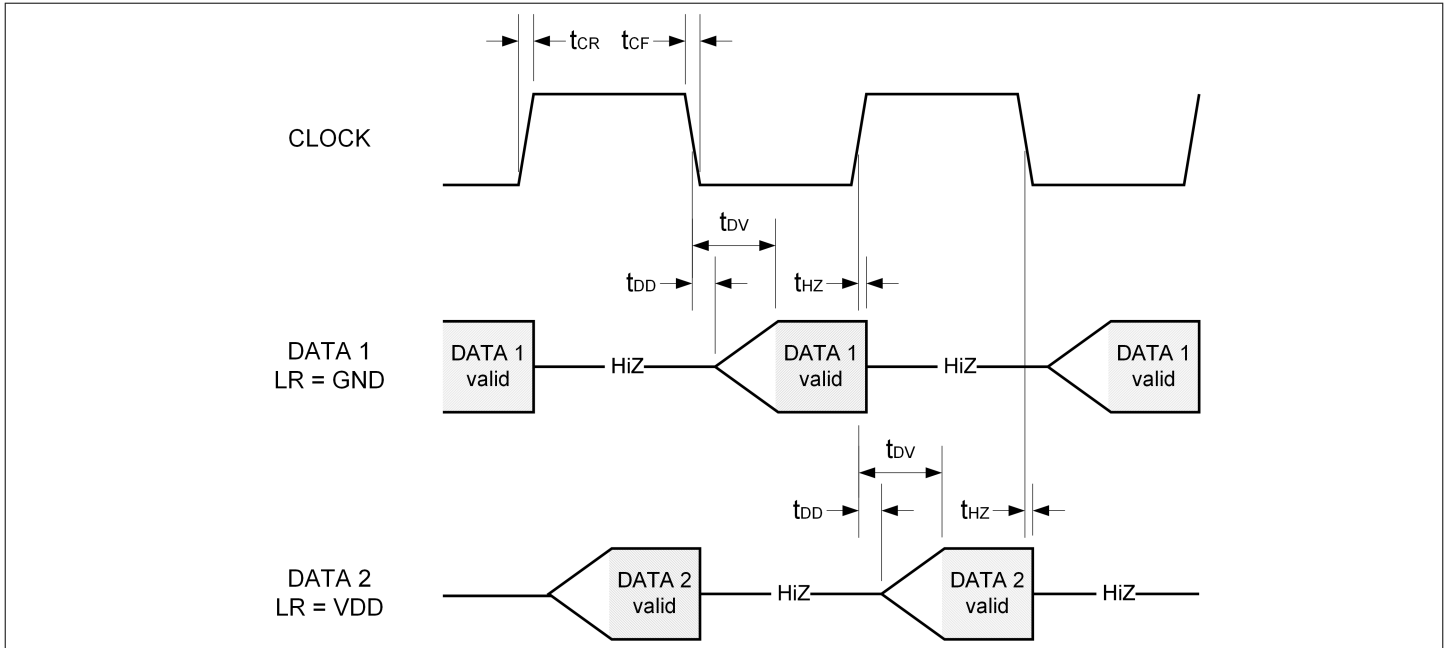 tCR tCF
CLOCK
tDV
tDD tHZ
DATA 1
LR = GND
DATA 1
valid
HiZ
DATA 1
valid
HiZ
DATA 1
valid
tDV
tDD tHZ
DATA 2
LR = VDD
DATA 2
valid
HiZ
DATA 2
valid
HiZ